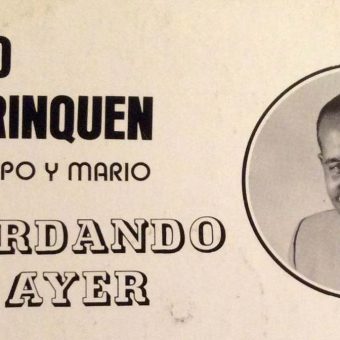 O
RINQUEN
PO Y MARIO
RDANDO
AYER